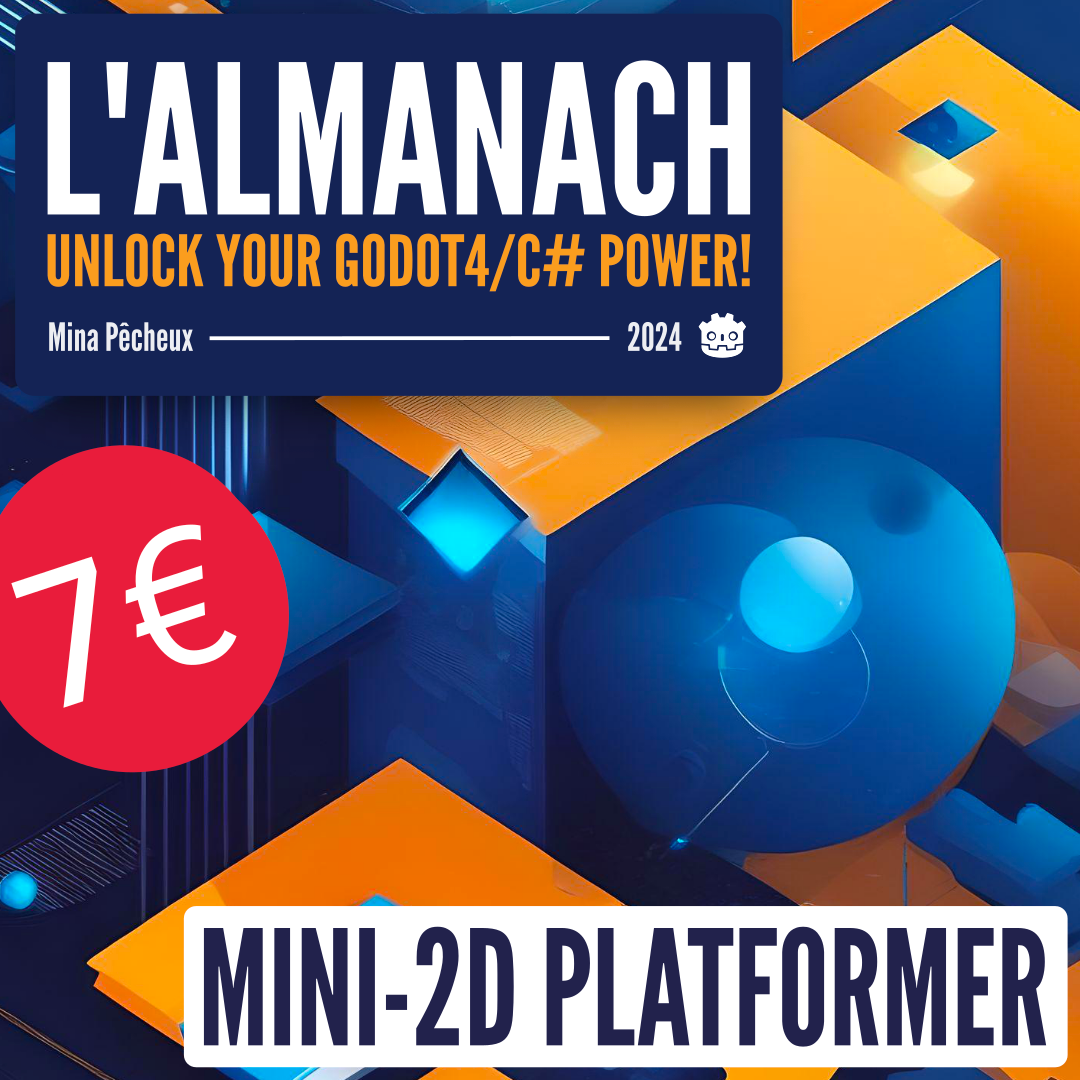 L'ALMANACH
UNLOCK YOUR GODOT4/C# POWER!
Mina Pêcheux 2024
7€
MINI-2D PLATFORMER